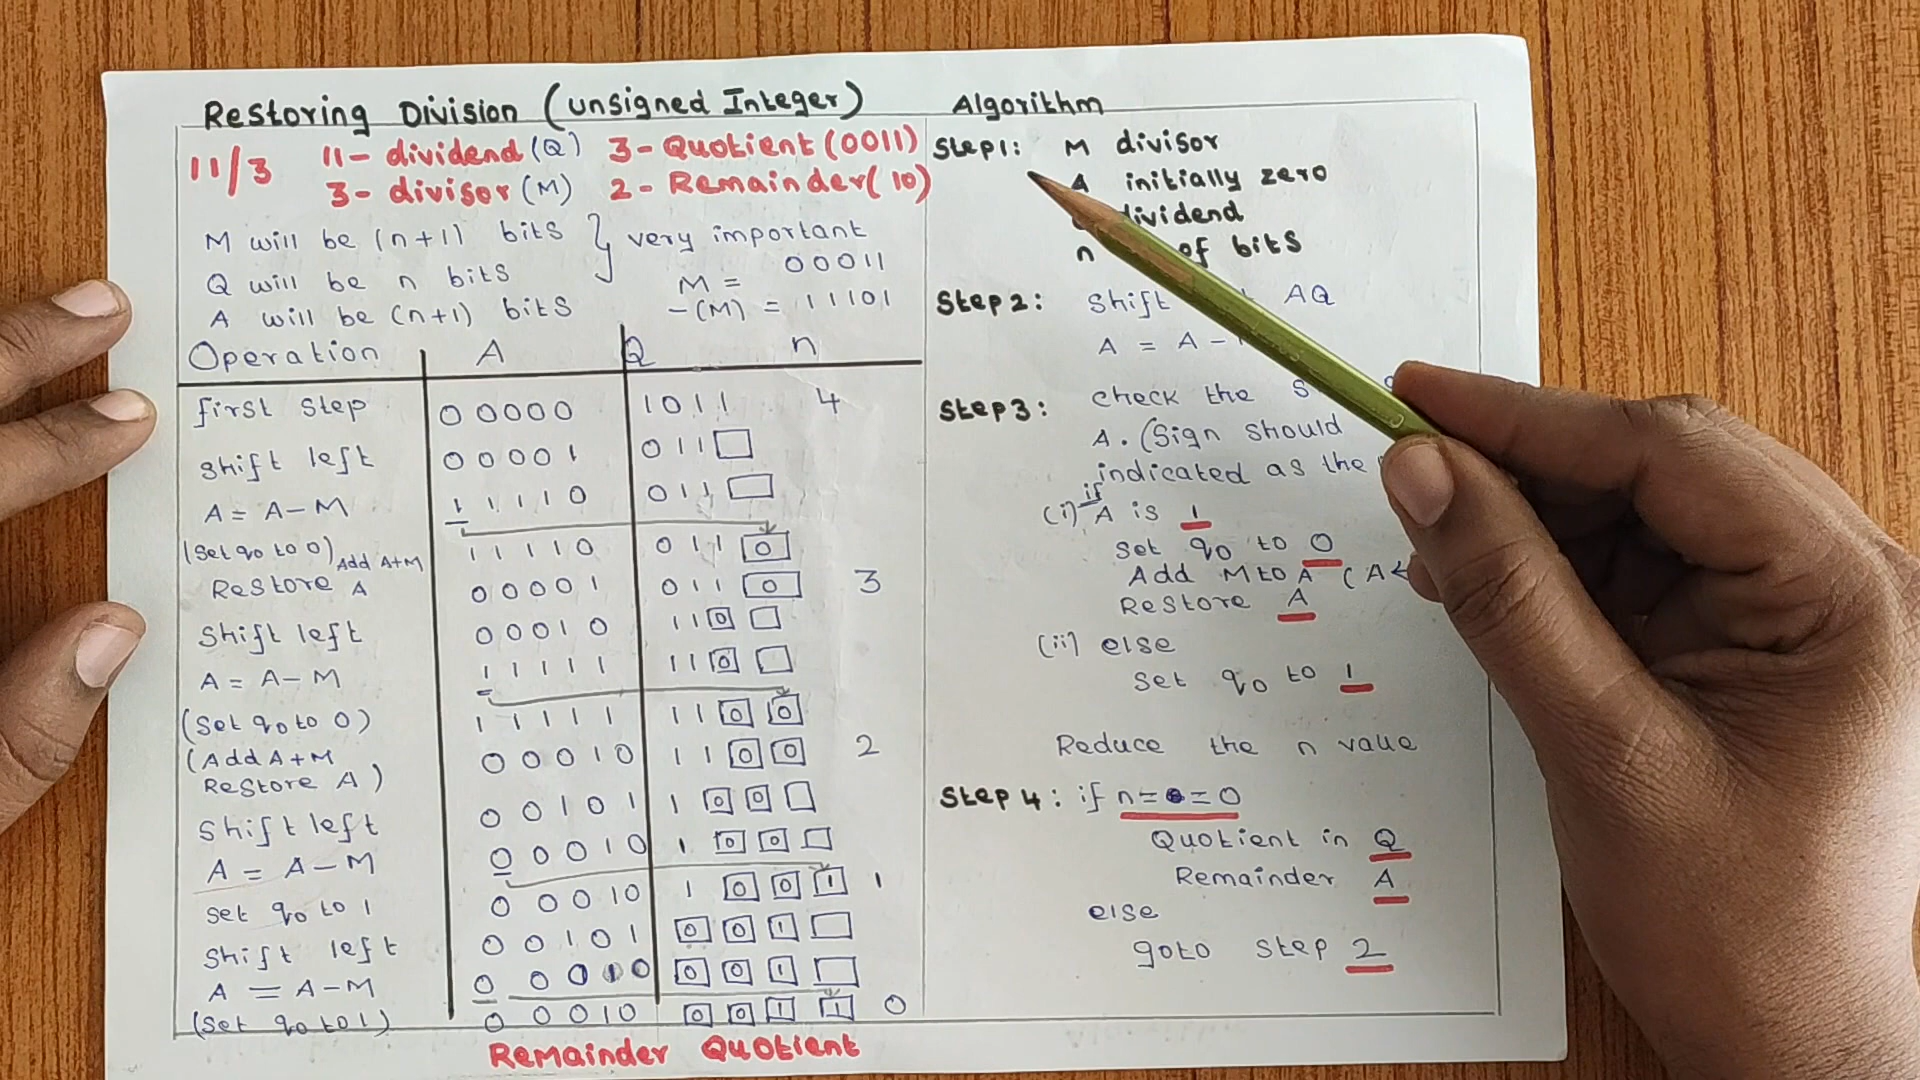 Restoring Division (unsigned Integer)
11/3 11- dividend (Q) 3- Quotient (0011)
3- divisor (M) 2- Remainder( 10)
M will be (n+1) bits } very important
Q will be n bits M = 00011
A will be (n+1) bits -(M) = 11101
Operation A Q n
first step 00000 1011 4
shift left 00001 011□
A = A-M 11110 011□
(Set q0 to 0) Add A+M 11110 011 0
Restore A 00001 011 0 3
Shift left 00010 11 0 □
A = A-M 11111 11 0 □
(Set q0 to 0) 11111 11 0 0
(Add A+M 00010 11 0 0 2
Restore A)
Shift left 00101 1 0 0 □
A = A-M 00010 1 0 0 □
Set q0 to 1 00010 1 0 0 1 1
Shift left 00101 0 0 1 □
A = A-M 00010 0 0 1 □
(Set q0 to 1) 00010 0 0 1 1 0
Remainder Quotient
Algorithm
Step1: M divisor
A initially zero
dividend
n of bits
Step 2: Shift AQ
A = A -
Step3: check the
A. (Sign should
indicated as the
(i) if A is 1
Set q0 to 0
Add M to A (A←
Restore A
(ii) else
Set q0 to 1
Reduce the n value
Step 4: if n==0
Quotient in Q
Remainder A
else
goto step 2